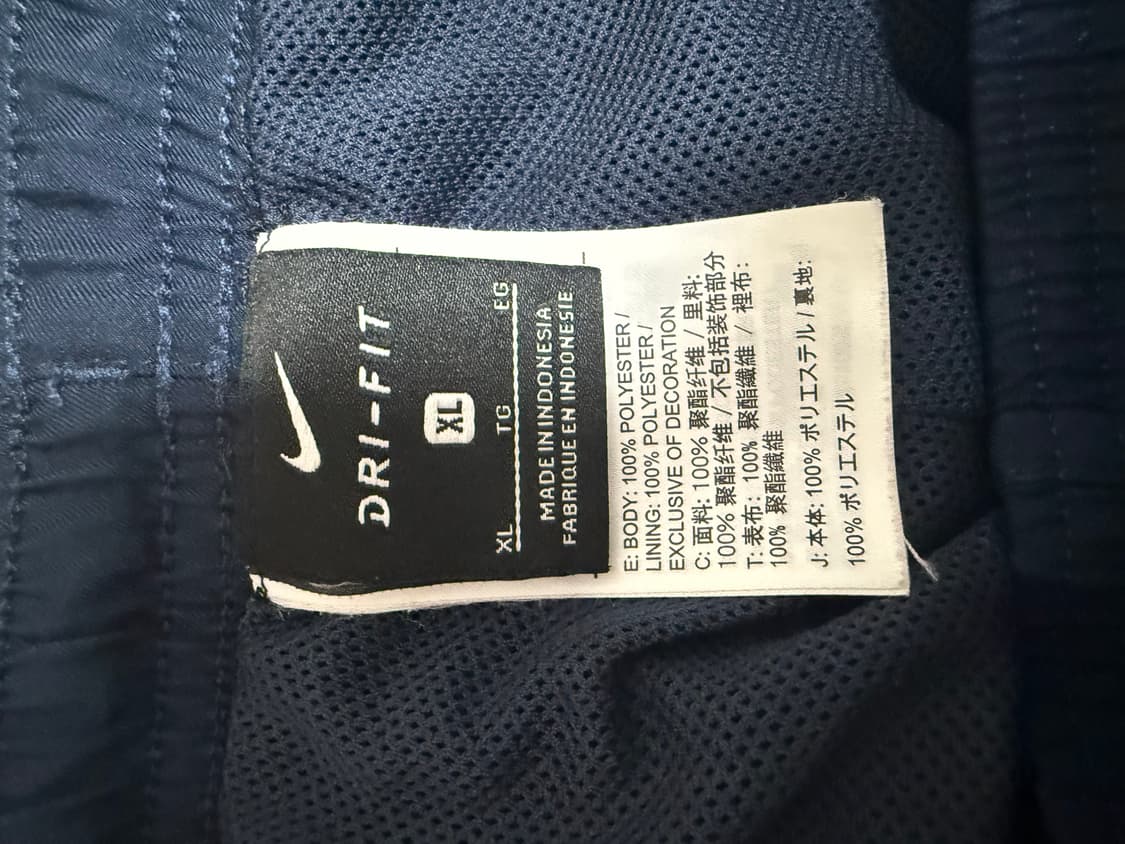 DRI-FIT
XL
XL TG EG
MADE IN INDONESIA
FABRIQUE EN INDONESIE
E: BODY: 100% POLYESTER /
LINING: 100% POLYESTER /
EXCLUSIVE OF DECORATION
C: 面料: 100% 聚酯纤维 / 里料:
100% 聚酯纤维 / 不包括装饰部分
T: 表布: 100% 聚酯纖維 / 裡布:
100% 聚酯纖維
J: 本体: 100% ポリエステル / 裏地:
100% ポリエステル